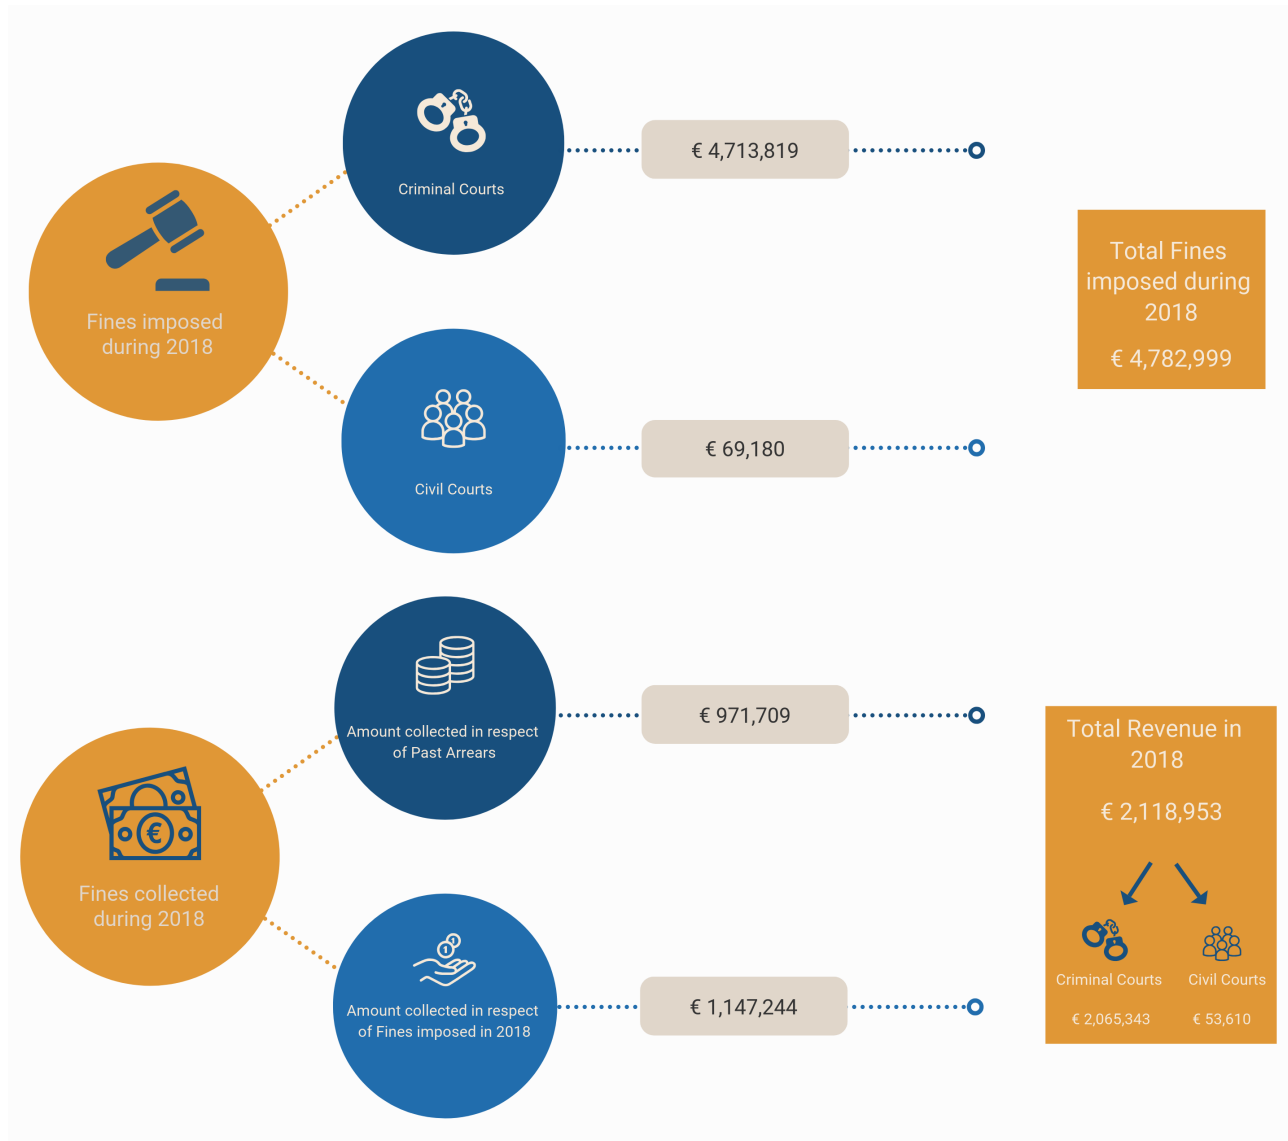 Criminal Courts
€ 4,713,819
Fines imposed
during 2018
Total Fines
imposed during
2018
€ 4,782,999
Civil Courts
€ 69,180
Amount collected in respect
of Past Arrears
€ 971,709
Fines collected
during 2018
€
Total Revenue in
2018
€ 2,118,953
Criminal Courts
€ 2,065,343
Civil Courts
€ 53,610
1
1
Amount collected in respect
of Fines imposed in 2018
€ 1,147,244